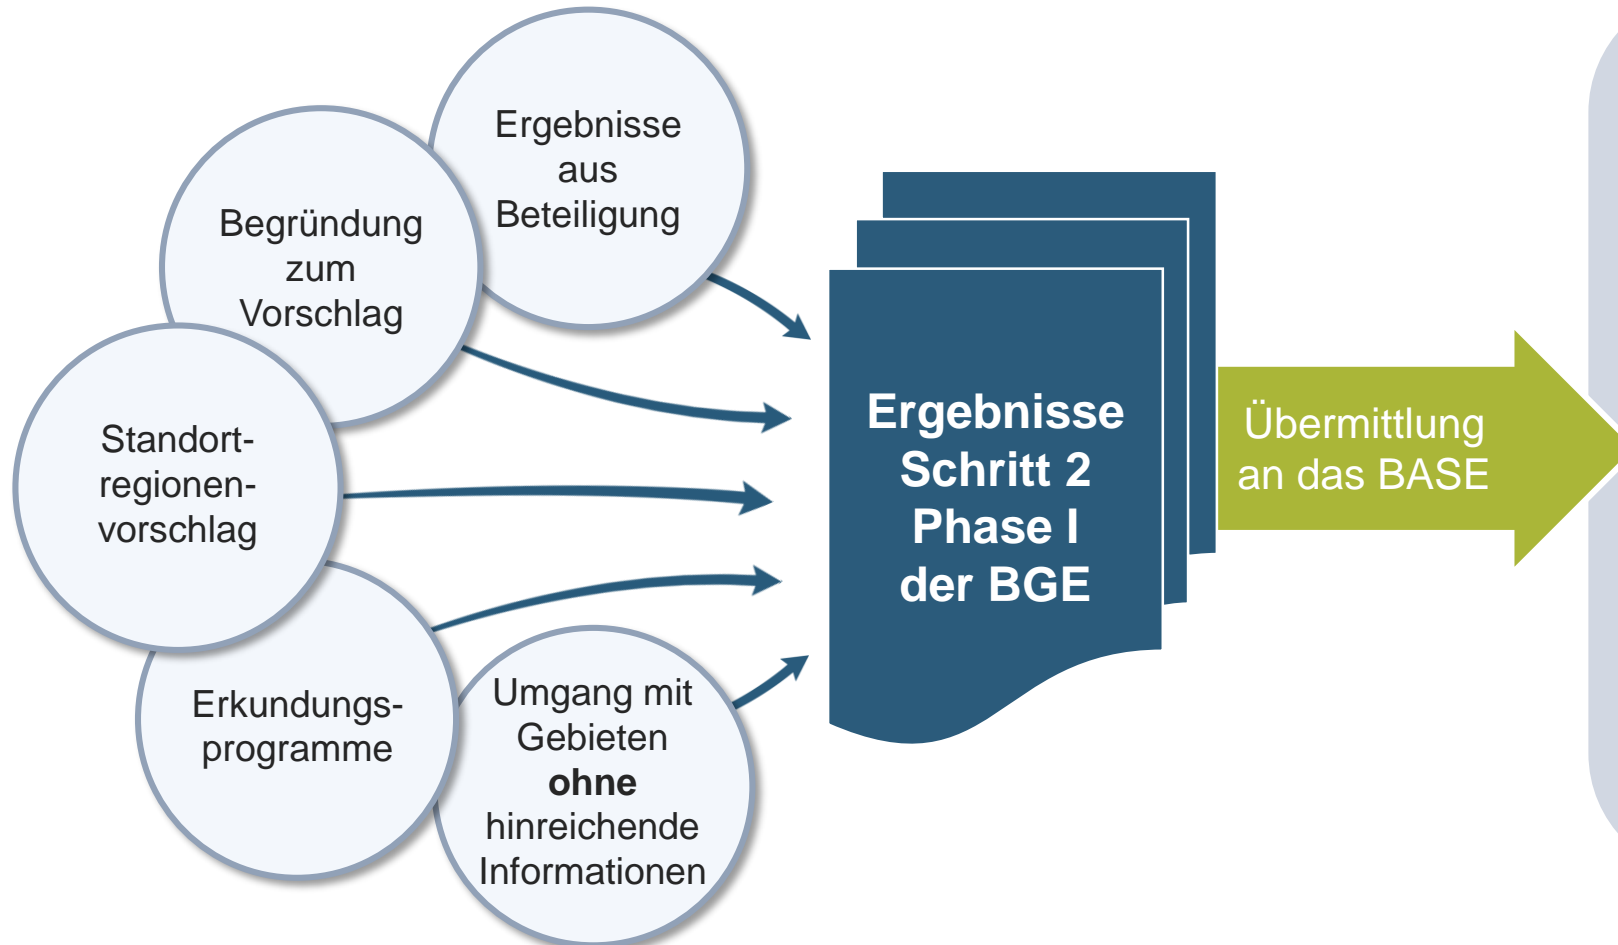 Ergebnisse
aus
Beteiligung
Begründung
zum
Vorschlag
Standort-
regionen-
vorschlag
Erkundungs-
programme
Umgang mit
Gebieten
ohne
hinreichende
Informationen
Ergebnisse
Schritt 2
Phase I
der BGE
Übermittlung
an das BASE